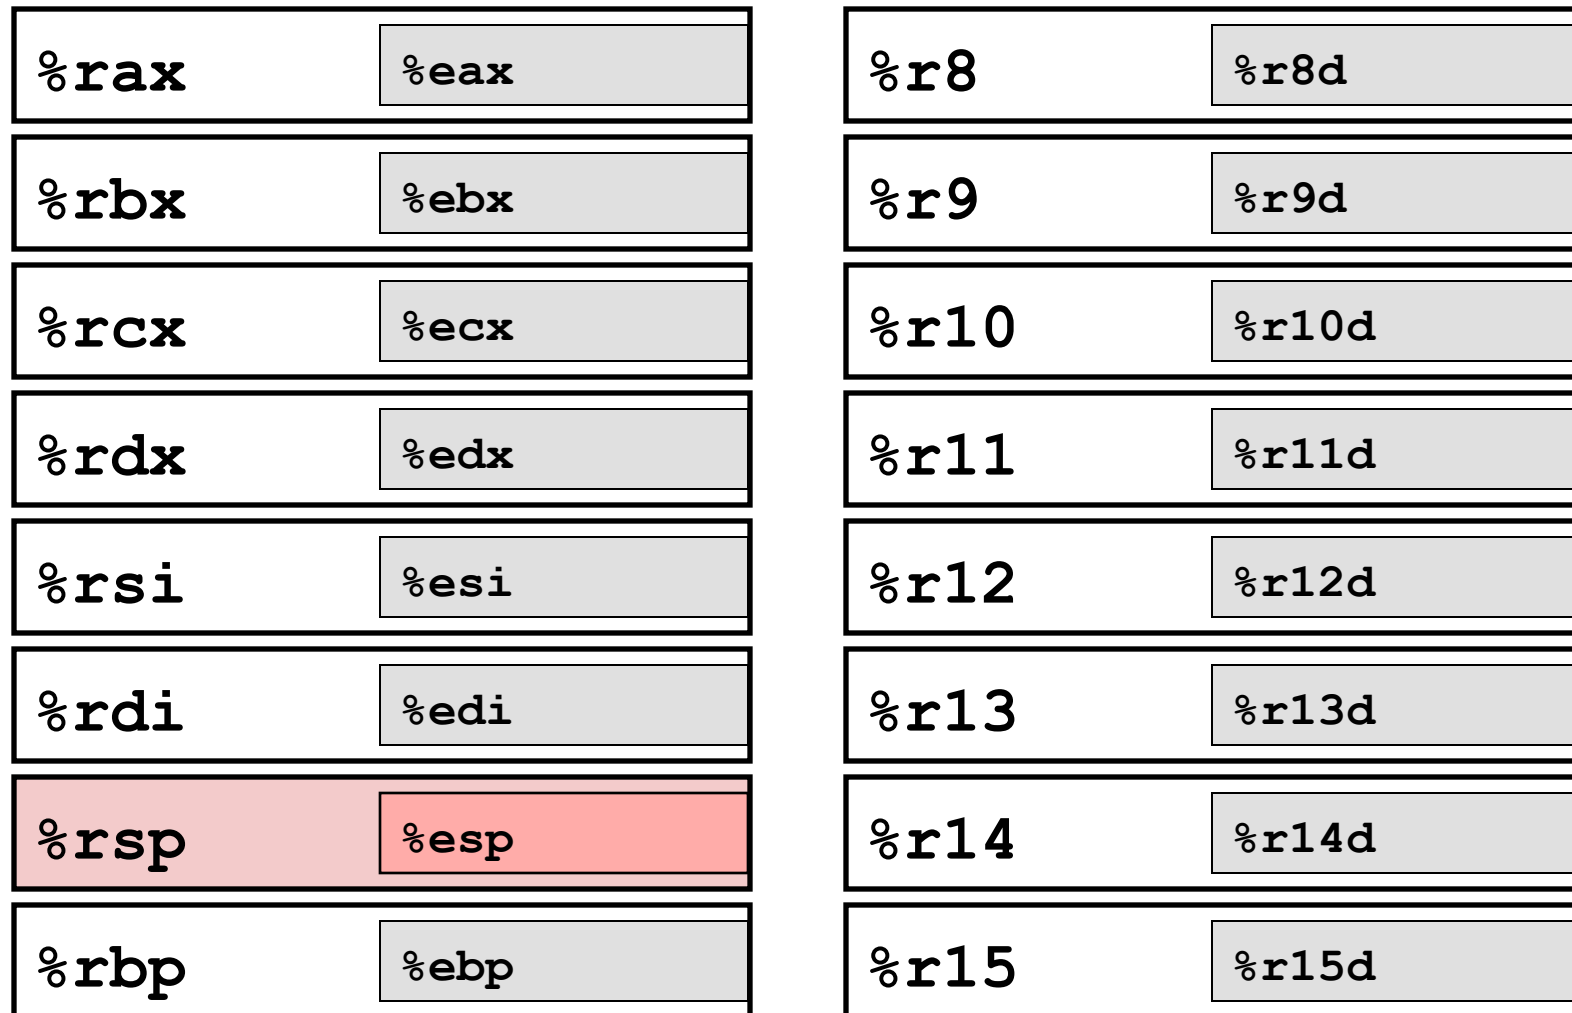 %rax %eax %r8 %r8d
%rbx %ebx %r9 %r9d
%rcx %ecx %r10 %r10d
%rdx %edx %r11 %r11d
%rsi %esi %r12 %r12d
%rdi %edi %r13 %r13d
%rsp %esp %r14 %r14d
%rbp %ebp %r15 %r15d